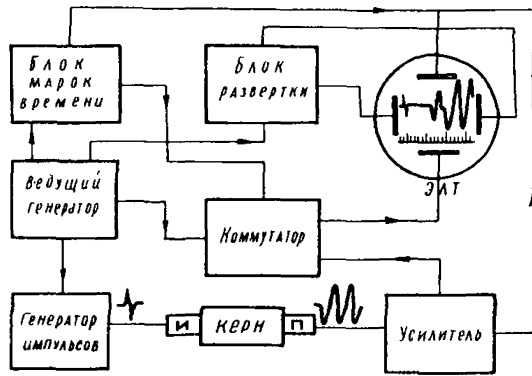 Блок
марок
времени
Блок
развертки
ЭЛТ
Ведущий
генератор
Коммутатор
Генератор
импульсов
И
керн
П
Усилитель